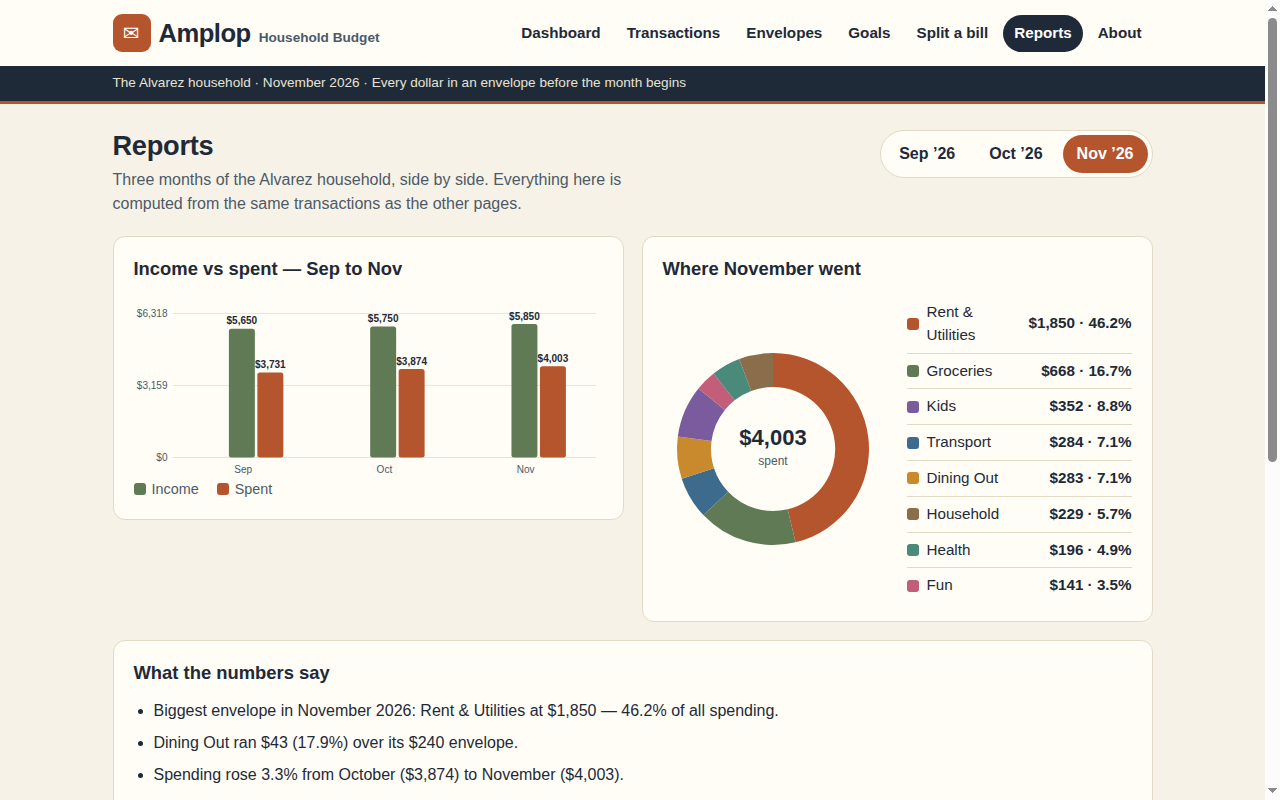 Amplop Household Budget
Dashboard Transactions Envelopes Goals Split a bill Reports About
The Alvarez household · November 2026 · Every dollar in an envelope before the month begins
Reports
Sep ’26 Oct ’26 Nov ’26
Three months of the Alvarez household, side by side. Everything here is
computed from the same transactions as the other pages.
Income vs spent — Sep to Nov
$6,318
$3,159
$0
$5,650
$3,731
$5,750
$3,874
$5,850
$4,003
Sep Oct Nov
Income Spent
Where November went
$4,003
spent
Rent &
Utilities
$1,850 · 46.2%
Groceries $668 · 16.7%
Kids $352 · 8.8%
Transport $284 · 7.1%
Dining Out $283 · 7.1%
Household $229 · 5.7%
Health $196 · 4.9%
Fun $141 · 3.5%
What the numbers say
Biggest envelope in November 2026: Rent & Utilities at $1,850 — 46.2% of all spending.
Dining Out ran $43 (17.9%) over its $240 envelope.
Spending rose 3.3% from October ($3,874) to November ($4,003).